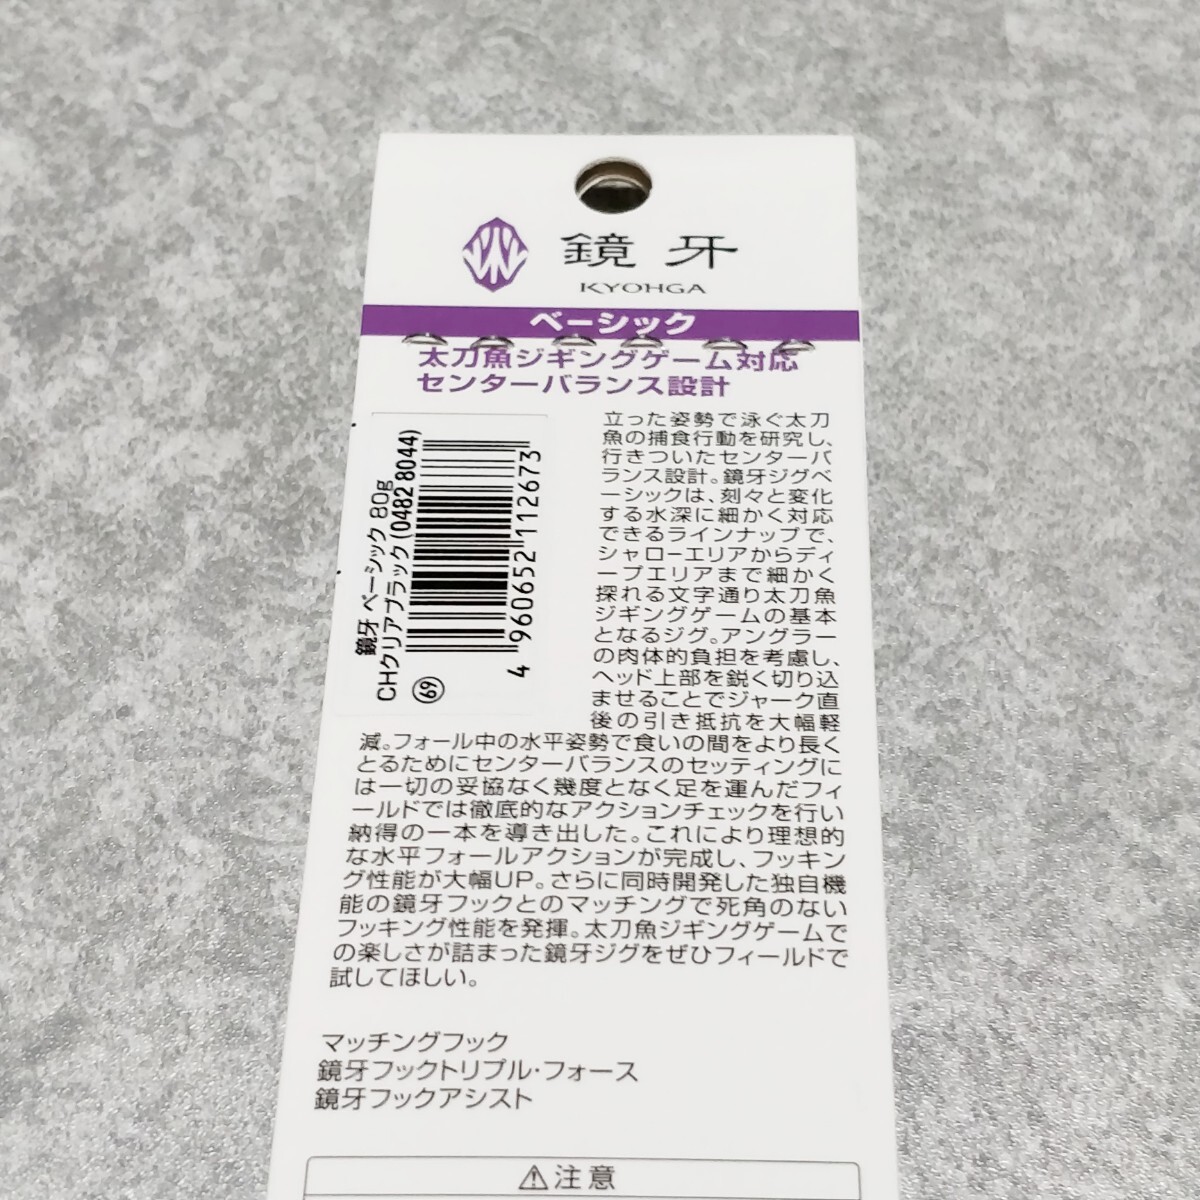 鏡牙
KYOHGA
ベーシック
太刀魚ジギングゲーム対応
センターバランス設計
鏡牙 ベーシック 80g
CHクリアブラック (0482 8044)
4 960652 112673
69
立った姿勢で泳ぐ太刀
魚の捕食行動を研究し、
行きついたセンターバ
ランス設計。鏡牙ジグベ
ーシックは、刻々と変化
する水深に細かく対応
できるラインナップで、
シャローエリアからディ
ープエリアまで細かく
探れる文字通り太刀魚
ジギングゲームの基本
となるジグ。アングラー
の肉体的負担を考慮し、
ヘッド上部を鋭く切り込
ませることでジャーク直
後の引き抵抗を大幅軽
減。フォール中の水平姿勢で食いの間をより長く
とるためにセンターバランスのセッティングに
は一切の妥協なく幾度となく足を運んだフィ
ールドでは徹底的なアクションチェックを行い
納得の一本を導き出した。これにより理想的
な水平フォールアクションが完成し、フッキン
グ性能が大幅UP。さらに同時開発した独自機
能の鏡牙フックとのマッチングで死角のない
フッキング性能を発揮。太刀魚ジギングゲームで
の楽しさが詰まった鏡牙ジグをぜひフィールドで
試してほしい。
マッチングフック
鏡牙フックトリプル・フォース
鏡牙フックアシスト
注意